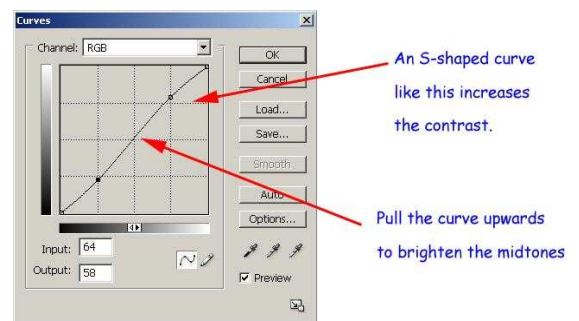 Curves
Channel: RGB
OK
Cancel
Load...
Save...
Smooth
Auto
Options...
Input: 64
Output: 58
Preview
An S-shaped curve
like this increases
the contrast.
Pull the curve upwards
to brighten the midtones